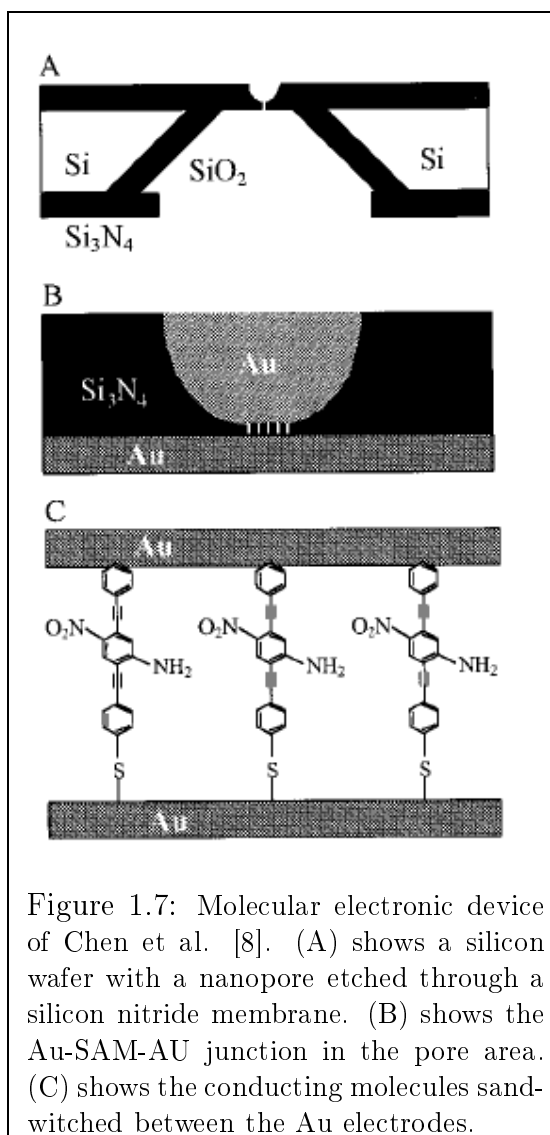 A
Si
SiO₂
Si
Si₃N₄
B
Au
Si₃N₄
Au
C
Au
O₂N
NH₂
O₂N
NH₂
O₂N
NH₂
S
S
S
Au
Figure 1.7: Molecular electronic device
of Chen et al. [8]. (A) shows a silicon
wafer with a nanopore etched through a
silicon nitride membrane. (B) shows the
Au-SAM-AU junction in the pore area.
(C) shows the conducting molecules sand-
witched between the Au electrodes.